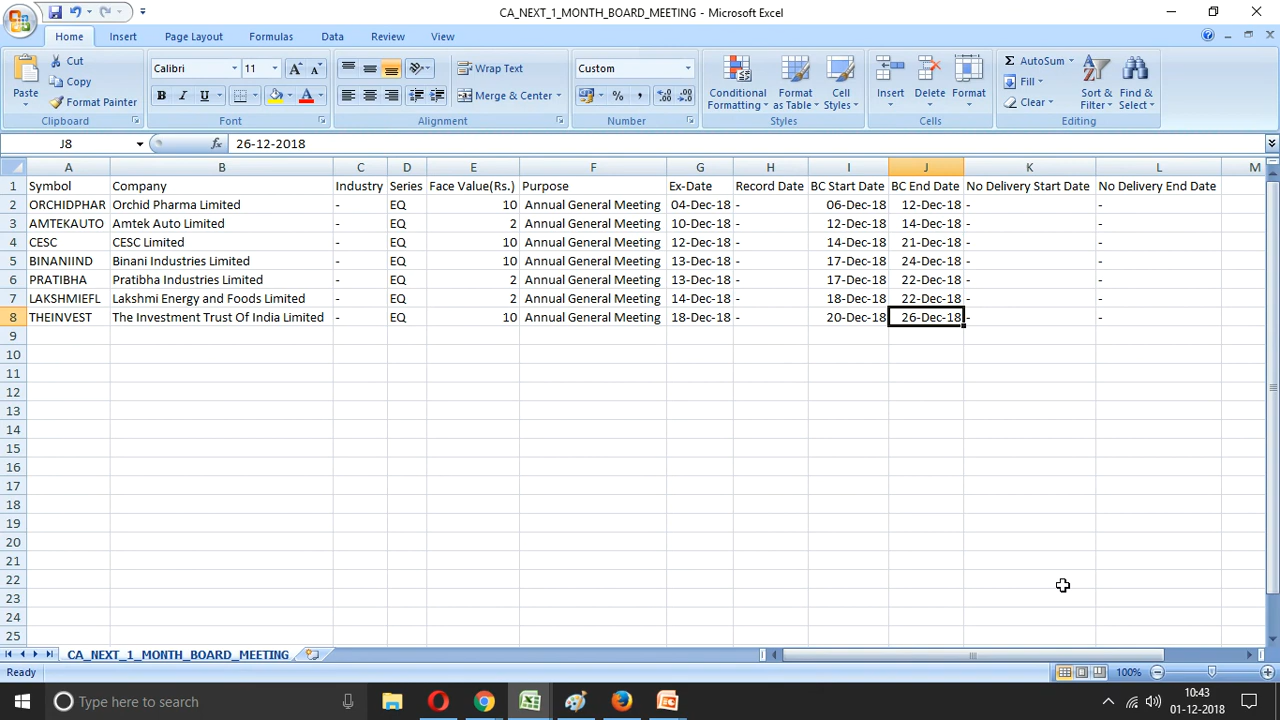 CA_NEXT_1_MONTH_BOARD_MEETING - Microsoft Excel
Home Insert Page Layout Formulas Data Review View
Paste Cut Copy Format Painter
Calibri 11
B I U A A A
Wrap Text
Merge & Center
Custom
% ,
Conditional Formatting
Format as Table
Cell Styles
Insert Delete Format
Σ AutoSum
Fill
Clear
Sort & Filter
Find & Select
Clipboard Font Alignment Number Styles Cells Editing
J8 fx 26-12-2018
A B C D E F G H I J K L M
1 Symbol Company Industry Series Face Value(Rs.) Purpose Ex-Date Record Date BC Start Date BC End Date No Delivery Start Date No Delivery End Date
2 ORCHIDPHAR Orchid Pharma Limited - EQ 10 Annual General Meeting 04-Dec-18 - 06-Dec-18 12-Dec-18 - -
3 AMTEKAUTO Amtek Auto Limited - EQ 2 Annual General Meeting 10-Dec-18 - 12-Dec-18 14-Dec-18 - -
4 CESC CESC Limited - EQ 10 Annual General Meeting 12-Dec-18 - 14-Dec-18 21-Dec-18 - -
5 BINANIIND Binani Industries Limited - EQ 10 Annual General Meeting 13-Dec-18 - 17-Dec-18 24-Dec-18 - -
6 PRATIBHA Pratibha Industries Limited - EQ 2 Annual General Meeting 13-Dec-18 - 17-Dec-18 22-Dec-18 - -
7 LAKSHMIEFL Lakshmi Energy and Foods Limited - EQ 2 Annual General Meeting 14-Dec-18 - 18-Dec-18 22-Dec-18 - -
8 THEINVEST The Investment Trust Of India Limited - EQ 10 Annual General Meeting 18-Dec-18 - 20-Dec-18 26-Dec-18 - -
9
10
11
12
13
14
15
16
17
18
19
20
21
22
23
24
25
CA_NEXT_1_MONTH_BOARD_MEETING
Ready 100%
Type here to search
10:43
01-12-2018